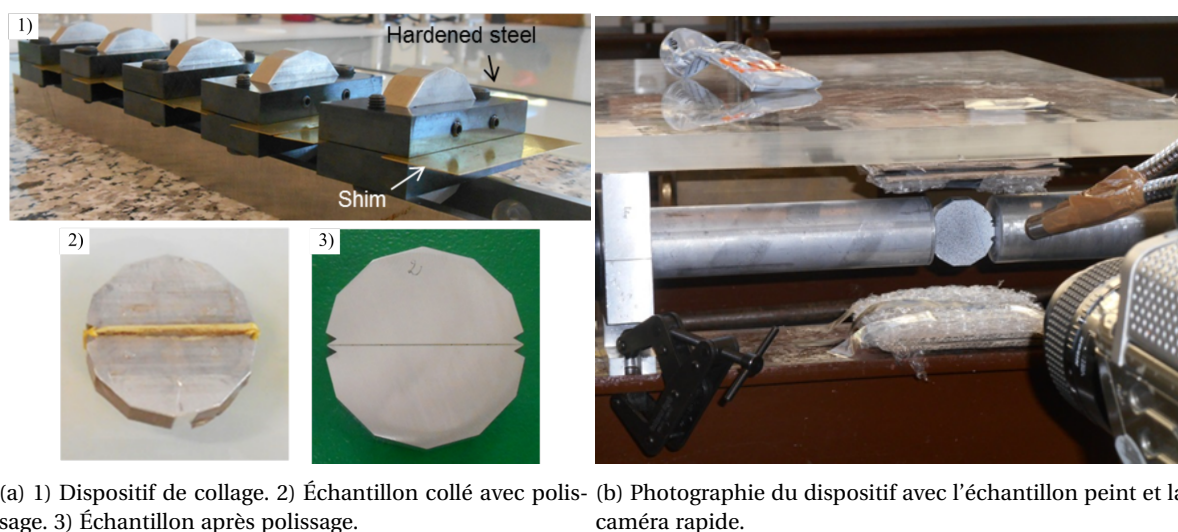 1)
Hardened steel
Shim
2)
3)
2
F
(a) 1) Dispositif de collage. 2) Échantillon collé avec polis-
sage. 3) Échantillon après polissage.
(b) Photographie du dispositif avec l'échantillon peint et la
caméra rapide.